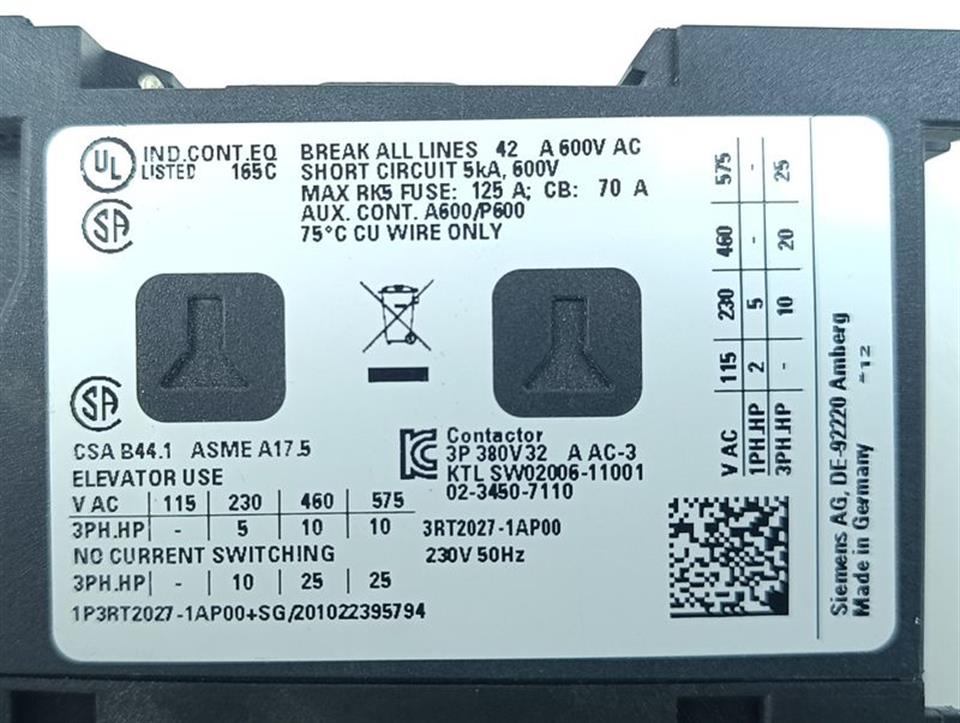 UL IND.CONT.EQ
LISTED 165C
BREAK ALL LINES 42 A 600V AC
SHORT CIRCUIT 5kA, 600V
MAX RK5 FUSE: 125 A; CB: 70 A
AUX. CONT. A600/P600
75°C CU WIRE ONLY
SA
SA
CSA B44.1 ASME A17.5
ELEVATOR USE
V AC | 115 | 230 | 460 | 575
3PH.HP | - | 5 | 10 | 10
NO CURRENT SWITCHING
3PH.HP | - | 10 | 25 | 25
1P3RT2027-1AP00+SG/201022395794
Contactor
3P 380V 32 A AC-3
KTL SW02006-11001
02-3450-7110
3RT2027-1AP00
230V 50Hz
V AC | 115 | 230 | 460 | 575
1PH.HP | 2 | 5 | - | -
3PH.HP | - | 10 | 20 | 25
Siemens AG, DE-92220 Amberg
Made in Germany *12